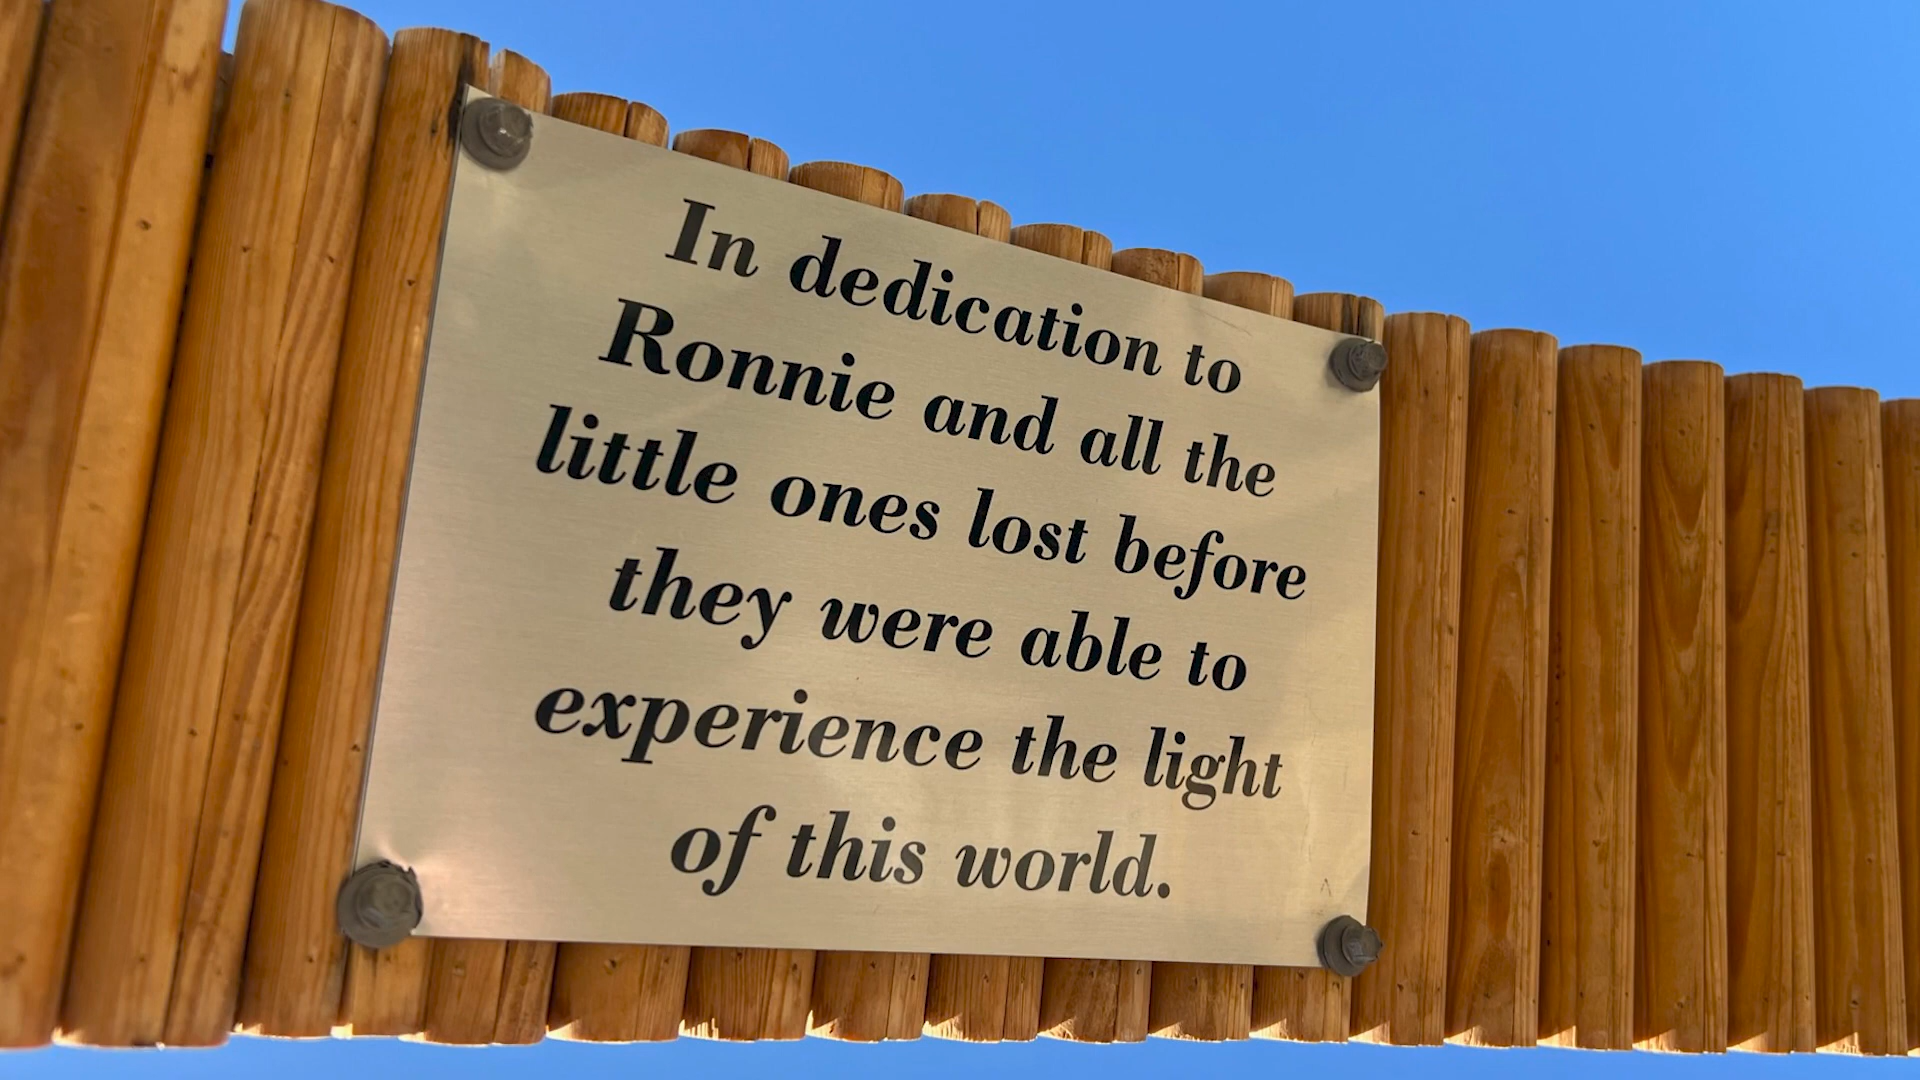 In dedication to
Ronnie and all the
little ones lost before
they were able to
experience the light
of this world.